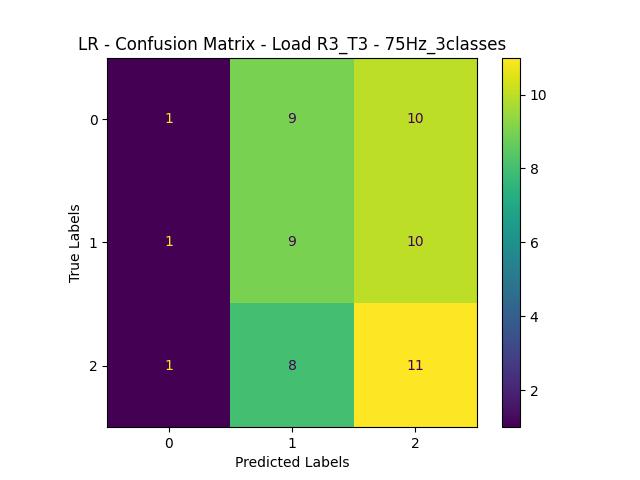 LR - Confusion Matrix - Load R3_T3 - 75Hz_3classes
True Labels
0 1 9 10
1 1 9 10
2 1 8 11
0 1 2
Predicted Labels
10
8
6
4
2